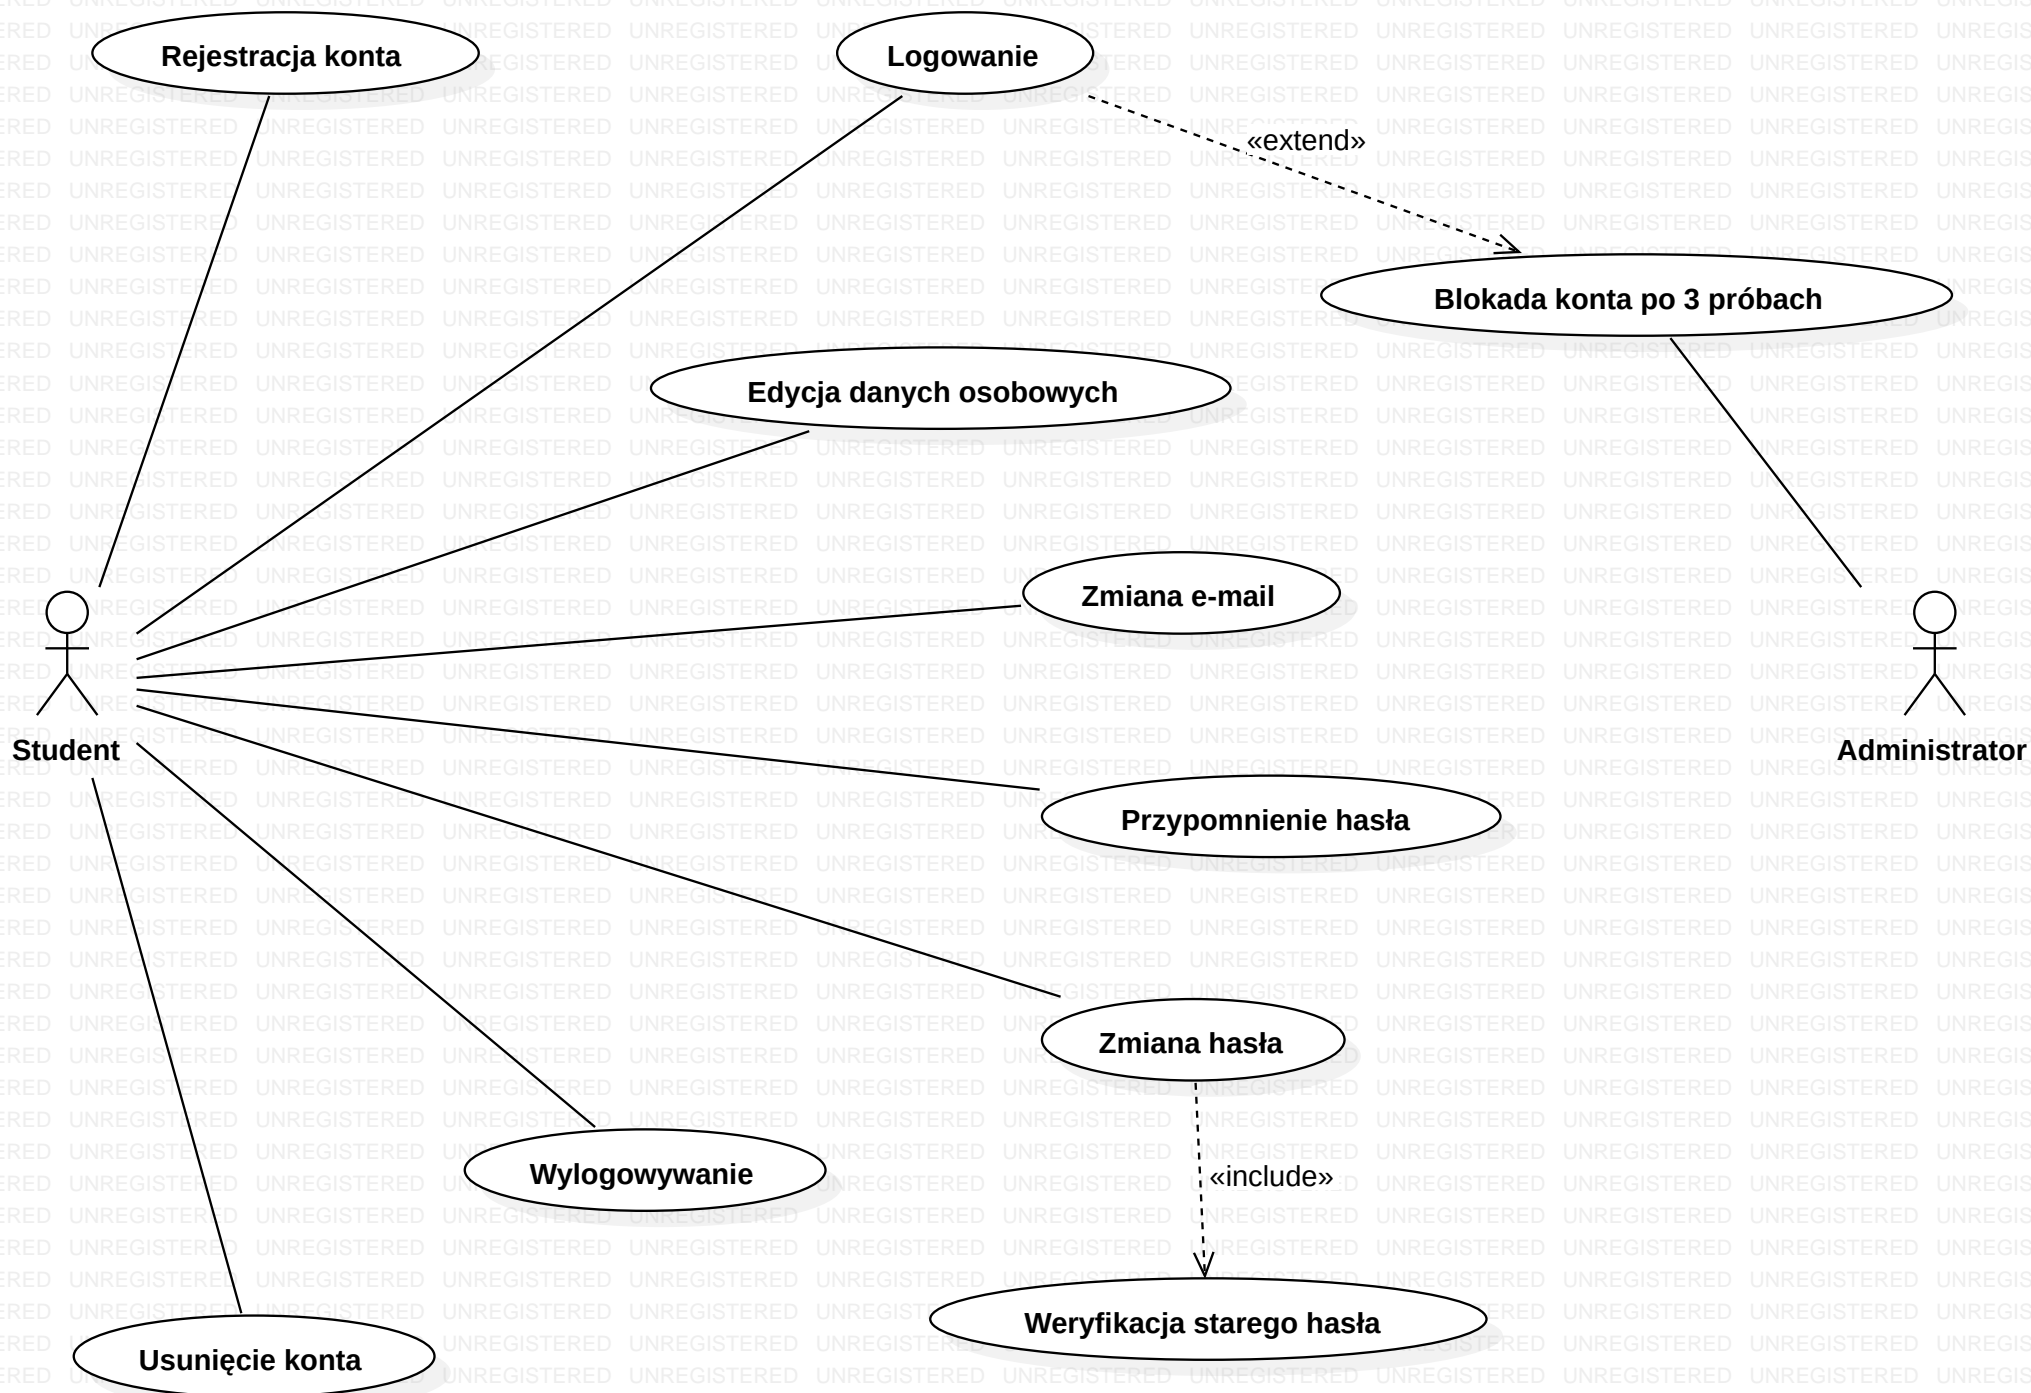 Rejestracja konta
Logowanie
«extend»
Blokada konta po 3 próbach
Edycja danych osobowych
Zmiana e-mail
Student
Administrator
Przypomnienie hasła
Zmiana hasła
Wylogowywanie
«include»
Weryfikacja starego hasła
Usunięcie konta
UNREGISTERED